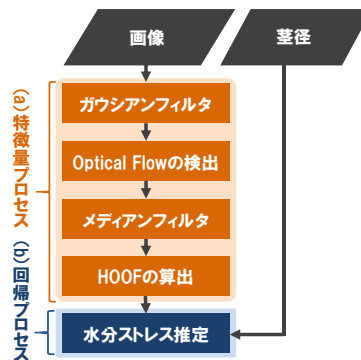 画像
茎径
(a)特徴量プロセス
ガウシアンフィルタ
Optical Flowの検出
メディアンフィルタ
HOOFの算出
(b)回帰プロセス
水分ストレス推定